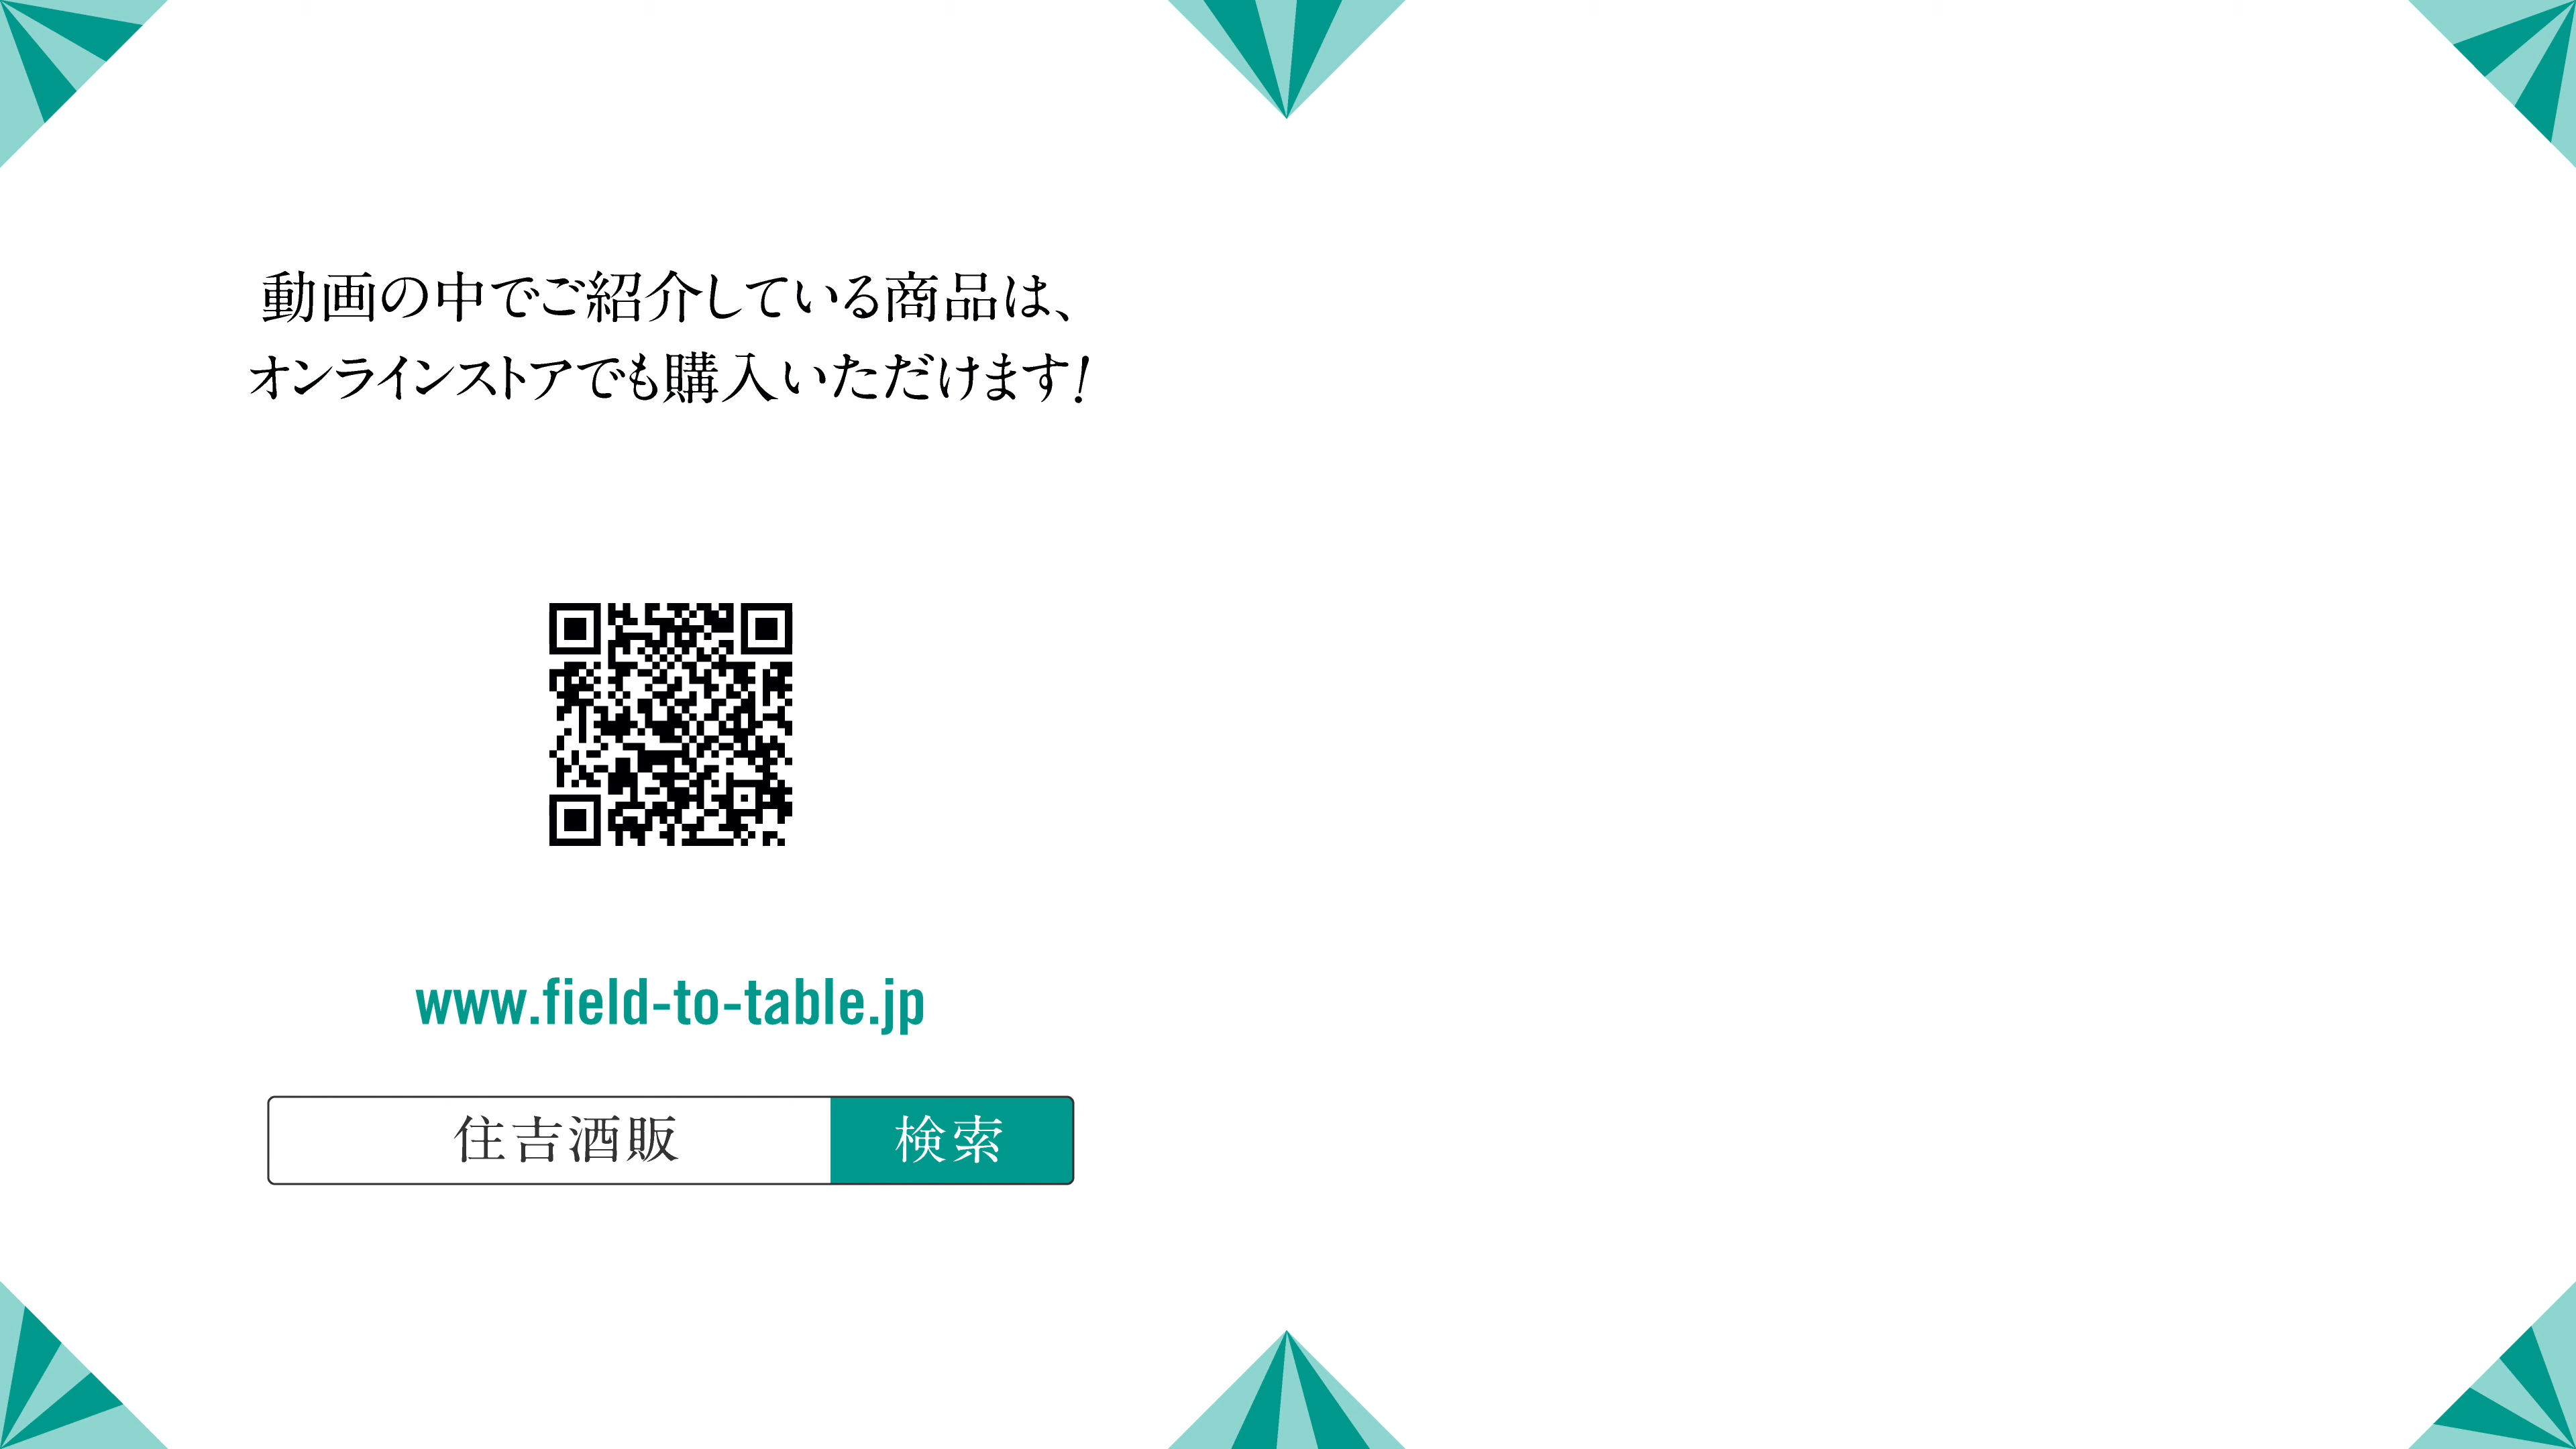 動画の中でご紹介している商品は、
オンラインストアでも購入いただけます!
www.field-to-table.jp
住吉酒販 検索